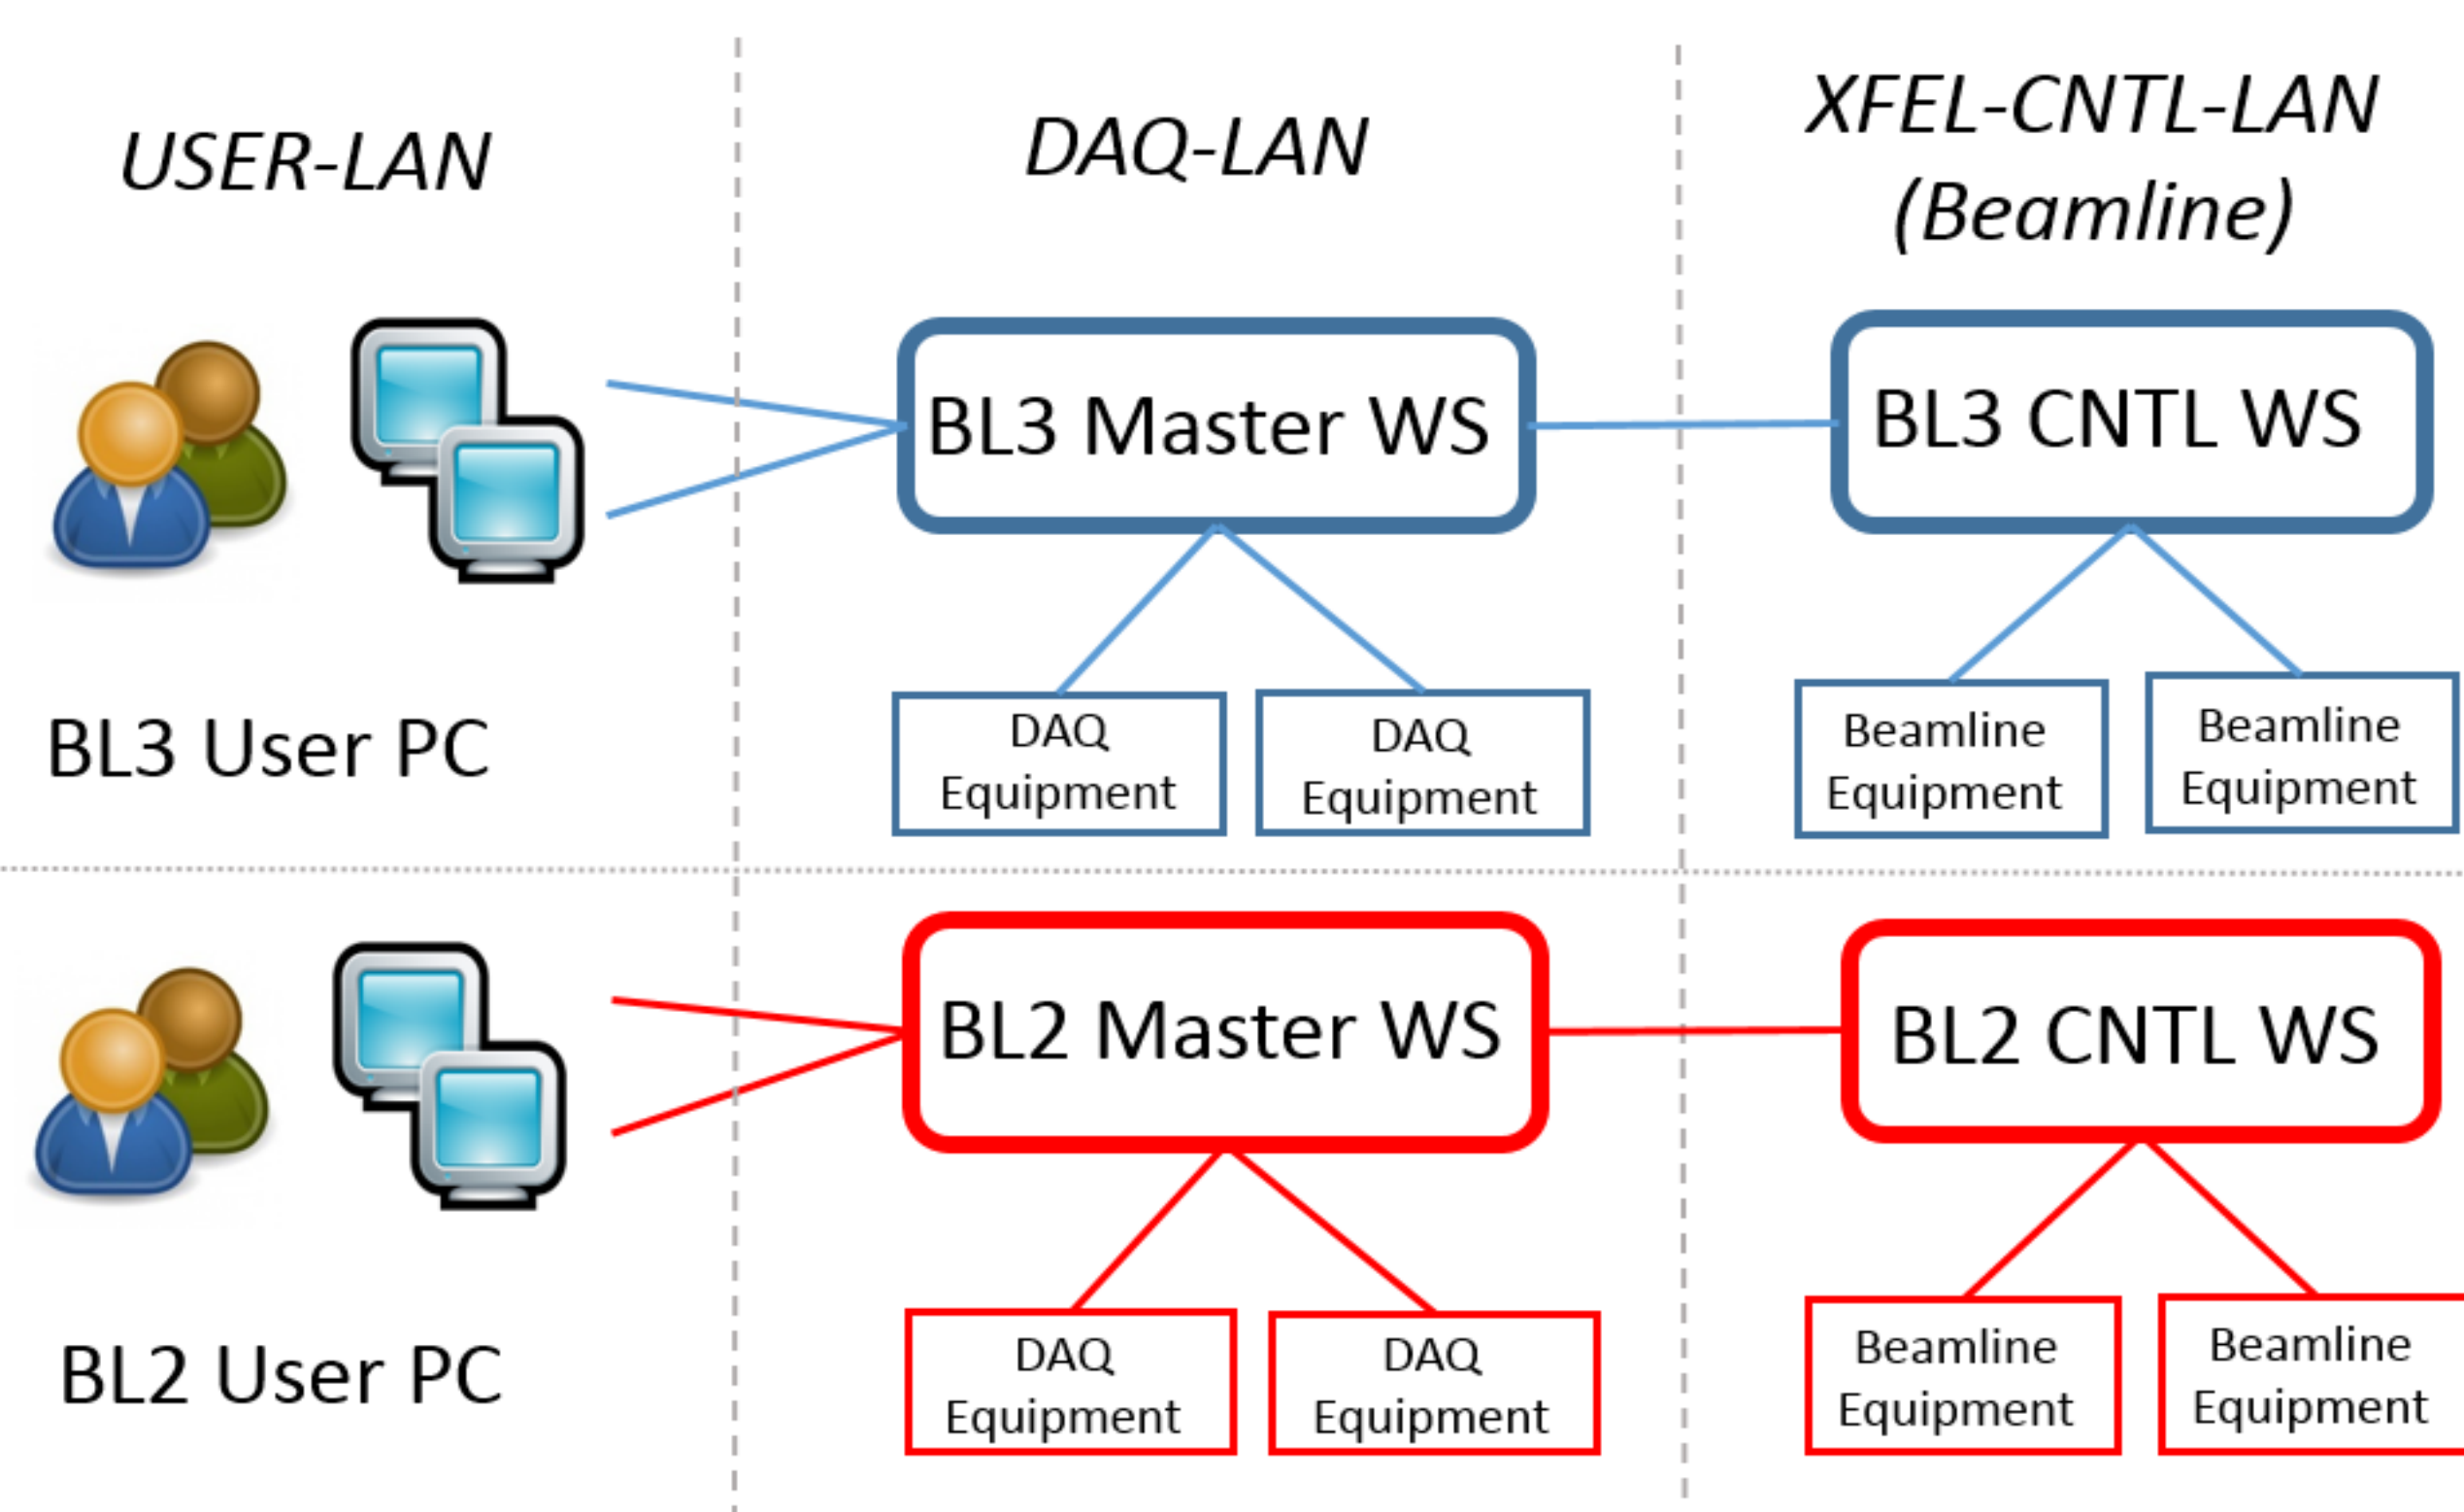 USER-LAN
DAQ-LAN
XFEL-CNTL-LAN
(Beamline)
BL3 Master WS
BL3 CNTL WS
BL3 User PC
DAQ
Equipment
DAQ
Equipment
Beamline
Equipment
Beamline
Equipment
BL2 Master WS
BL2 CNTL WS
BL2 User PC
DAQ
Equipment
DAQ
Equipment
Beamline
Equipment
Beamline
Equipment